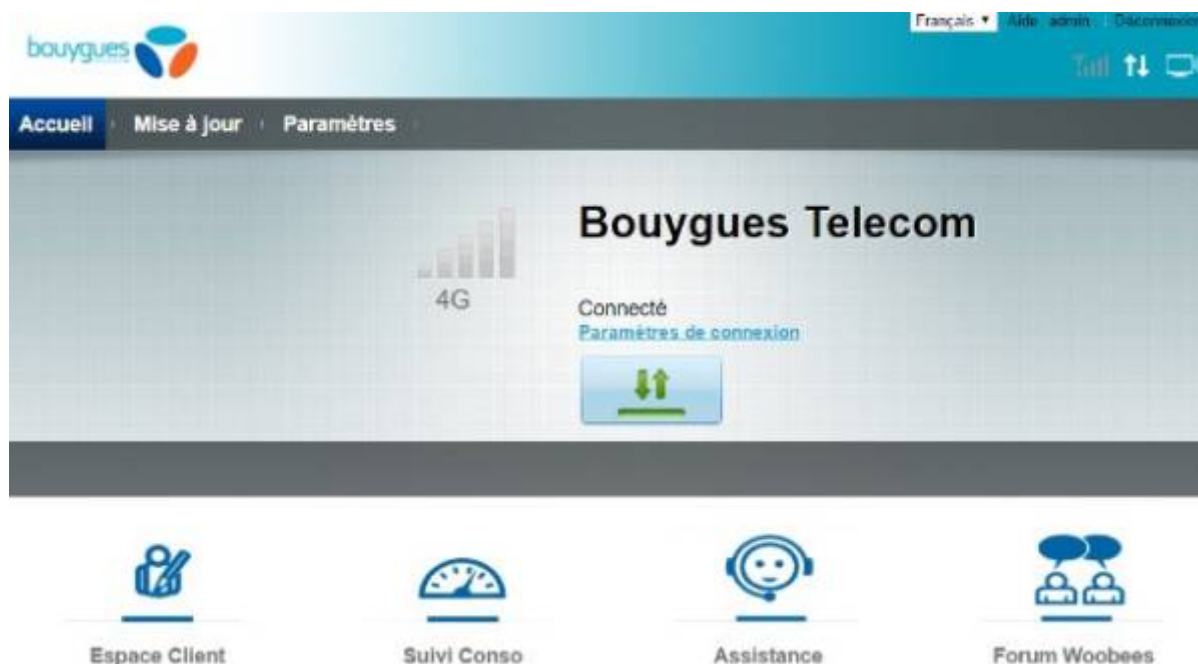 Français Aide admin Déconnexion
bouygues
Accueil Mise à jour Paramètres
Bouygues Telecom
4G
Connecté
Paramètres de connexion
Espace Client Suivi Conso Assistance Forum Woobees